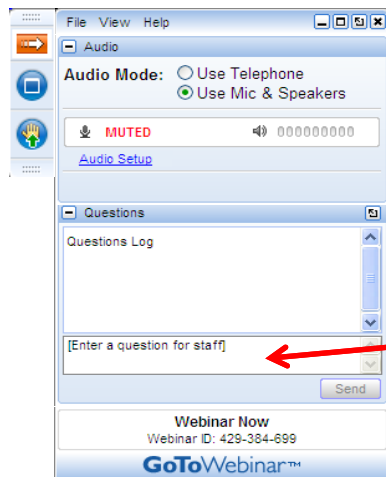 File View Help
Audio
Audio Mode: Use Telephone
Use Mic & Speakers
MUTED 000000000
Audio Setup
Questions
Questions Log
[Enter a question for staff]
Send
Webinar Now
Webinar ID: 429-384-699
GoToWebinar™